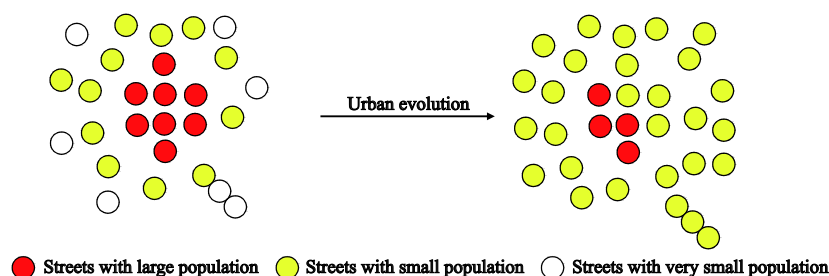 Urban evolution
Streets with large population
Streets with small population
Streets with very small population